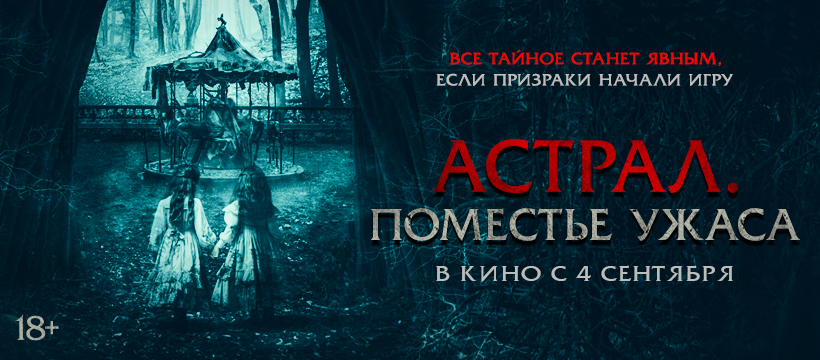 ВСЕ ТАЙНОЕ СТАНЕТ ЯВНЫМ,
ЕСЛИ ПРИЗРАКИ НАЧАЛИ ИГРУ
АСТРАЛ.
ПОМЕСТЬЕ УЖАСА
В КИНО С 4 СЕНТЯБРЯ
18+